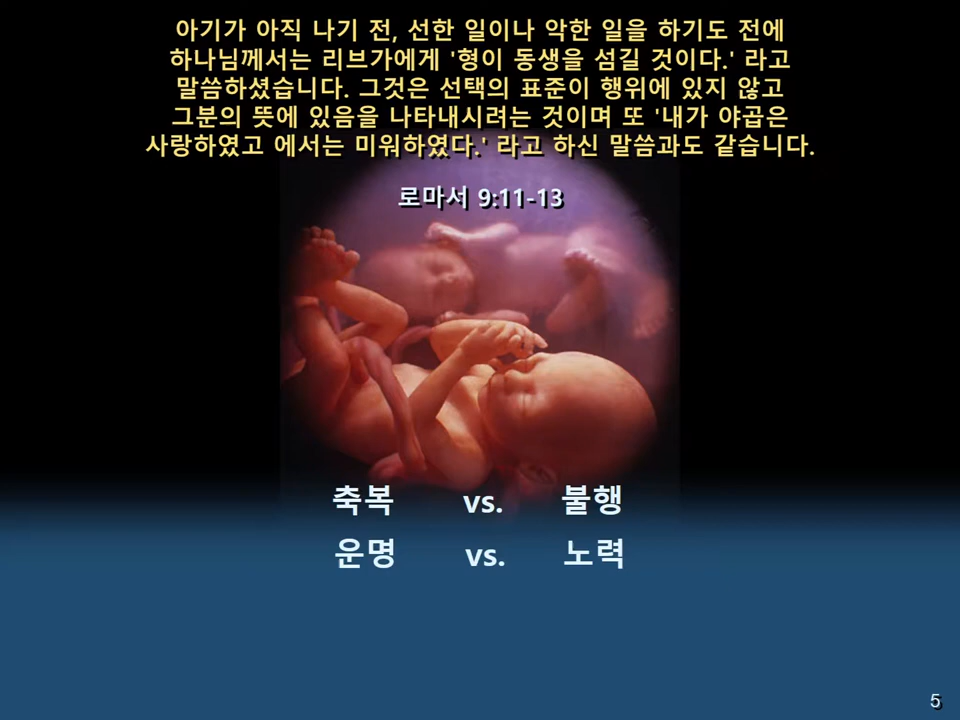 아기가 아직 나기 전, 선한 일이나 악한 일을 하기도 전에
하나님께서는 리브가에게 '형이 동생을 섬길 것이다.' 라고
말씀하셨습니다. 그것은 선택의 표준이 행위에 있지 않고
그분의 뜻에 있음을 나타내시려는 것이며 또 '내가 야곱은
사랑하였고 에서는 미워하였다.' 라고 하신 말씀과도 같습니다.
로마서 9:11-13
축복 vs. 불행
운명 vs. 노력
5